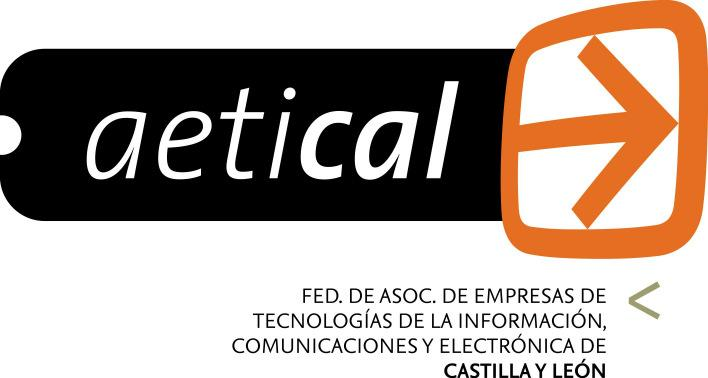 aetical
FED. DE ASOC. DE EMPRESAS DE
TECNOLOGÍAS DE LA INFORMACIÓN,
COMUNICACIONES Y ELECTRÓNICA DE
CASTILLA Y LEÓN